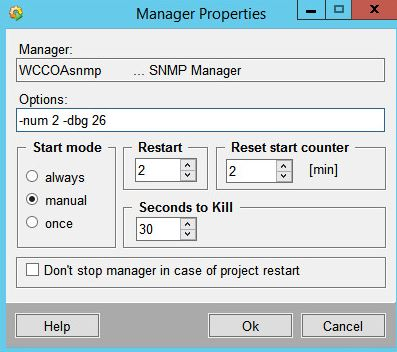 Manager Properties
Manager:
WCCOAsnmp ... SNMP Manager
Options:
-num 2 -dbg 26
Start mode
always
manual
once
Restart
2
Reset start counter
2 [min]
Seconds to Kill
30
Don't stop manager in case of project restart
Help
Ok
Cancel